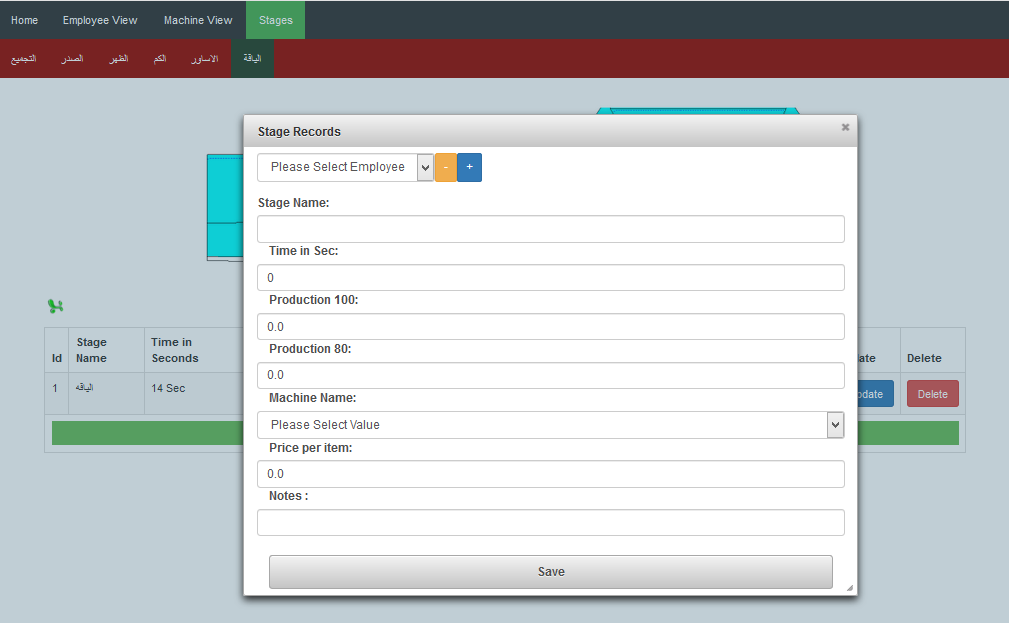 Home Employee View Machine View Stages
التجميع الصدر الظهر الكم الاساور الياقة
Stage Records
Please Select Employee - +
Stage Name:
Time in Sec:
0
Production 100:
0.0
Production 80:
0.0
Machine Name:
Please Select Value
Price per item:
0.0
Notes :
Save
Id Stage Name Time in Seconds Delete
1 الياقه 14 Sec Delete